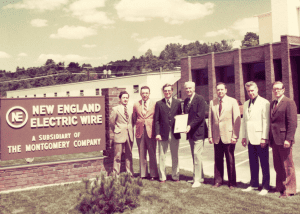 NE
NEW ENGLAND
ELECTRIC WIRE
A SUBSIDIARY OF
THE MONTGOMERY COMPANY